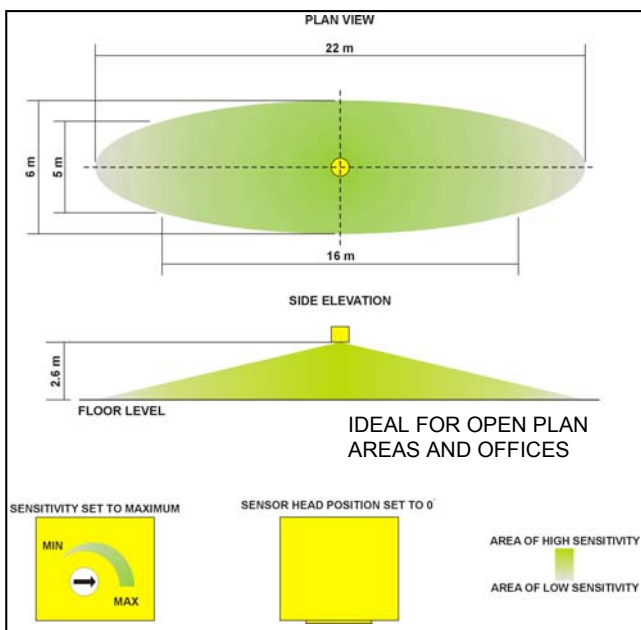 PLAN VIEW
22 m
6 m
5 m
16 m
SIDE ELEVATION
2.6 m
FLOOR LEVEL
IDEAL FOR OPEN PLAN
AREAS AND OFFICES
SENSITIVITY SET TO MAXIMUM
MIN
MAX
SENSOR HEAD POSITION SET TO 0°
AREA OF HIGH SENSITIVITY
AREA OF LOW SENSITIVITY